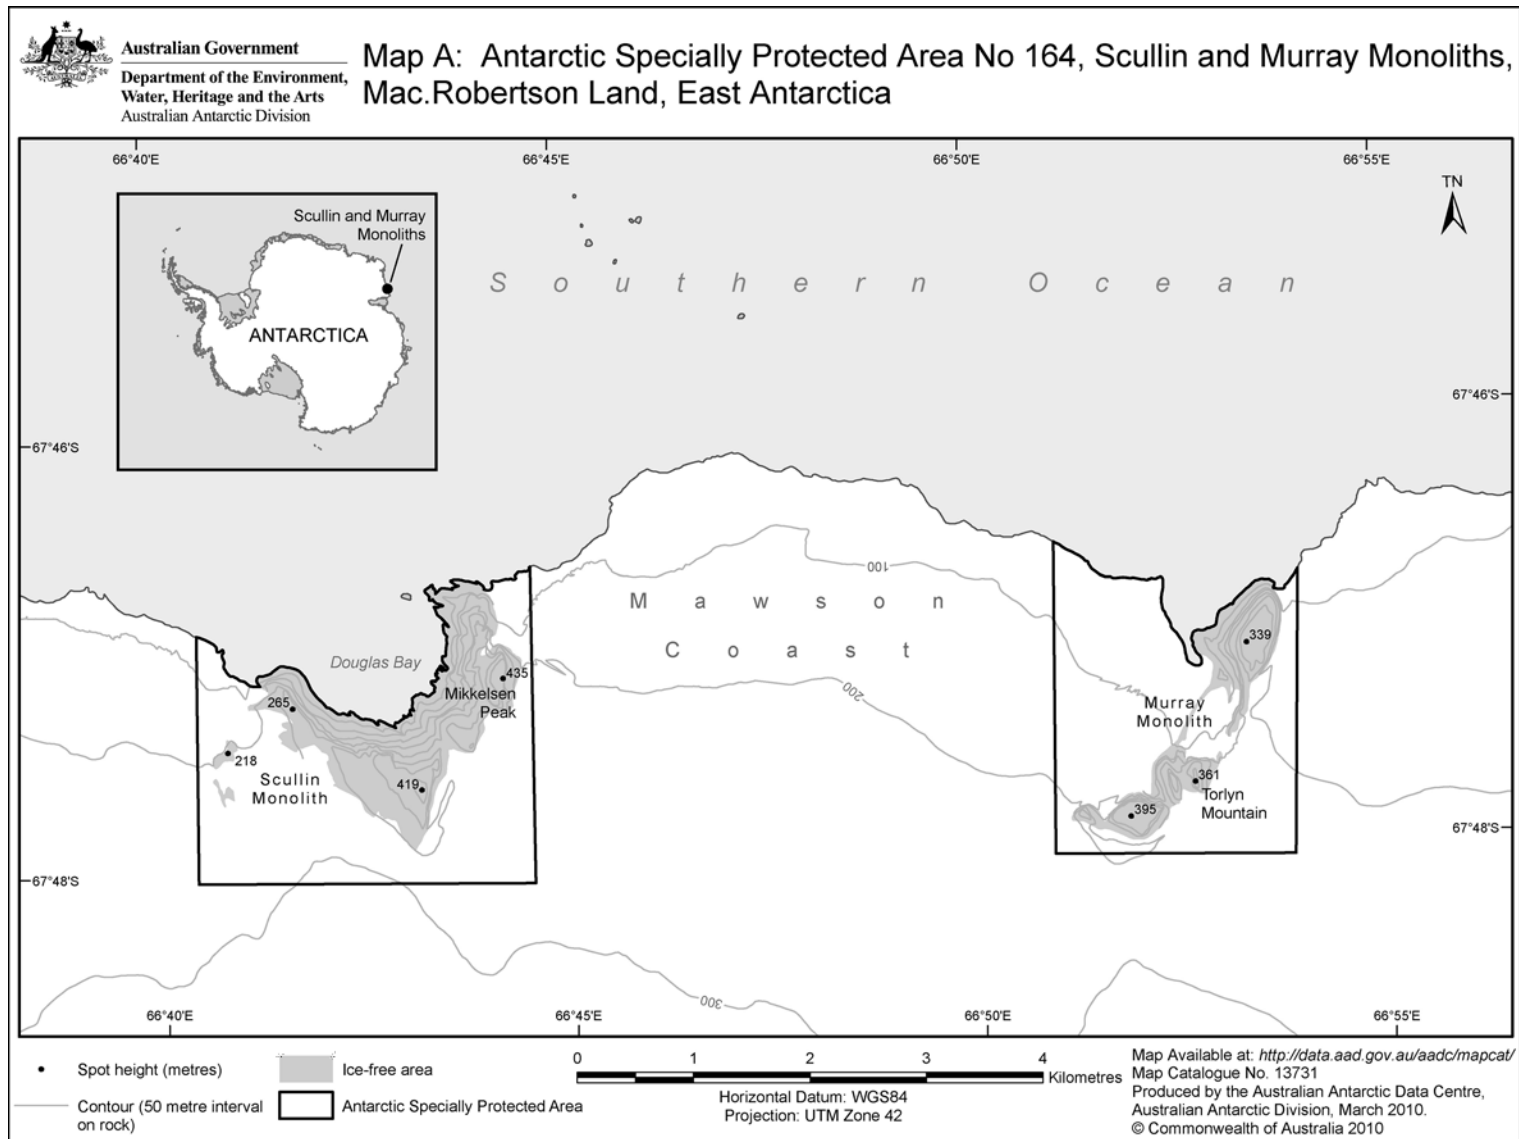 Australian Government
Department of the Environment,
Water, Heritage and the Arts
Australian Antarctic Division
Map A: Antarctic Specially Protected Area No 164, Scullin and Murray Monoliths,
Mac.Robertson Land, East Antarctica
66°40'E
66°45'E
66°50'E
66°55'E
TN
Scullin and Murray
Monoliths
ANTARCTICA
Southern Ocean
67°46'S
67°46'S
100
Mawson
Coast
200
Douglas Bay
435
Mikkelsen
Peak
265
218
Scullin
Monolith
419
339
Murray
Monolith
361
Torlyn
Mountain
395
67°48'S
67°48'S
300
66°40'E
66°45'E
66°50'E
66°55'E
Spot height (metres)
Ice-free area
Contour (50 metre interval
on rock)
Antarctic Specially Protected Area
0 1 2 3 4
Kilometres
Horizontal Datum: WGS84
Projection: UTM Zone 42
Map Available at: http://data.aad.gov.au/aadc/mapcat/
Map Catalogue No. 13731
Produced by the Australian Antarctic Data Centre,
Australian Antarctic Division, March 2010.
© Commonwealth of Australia 2010